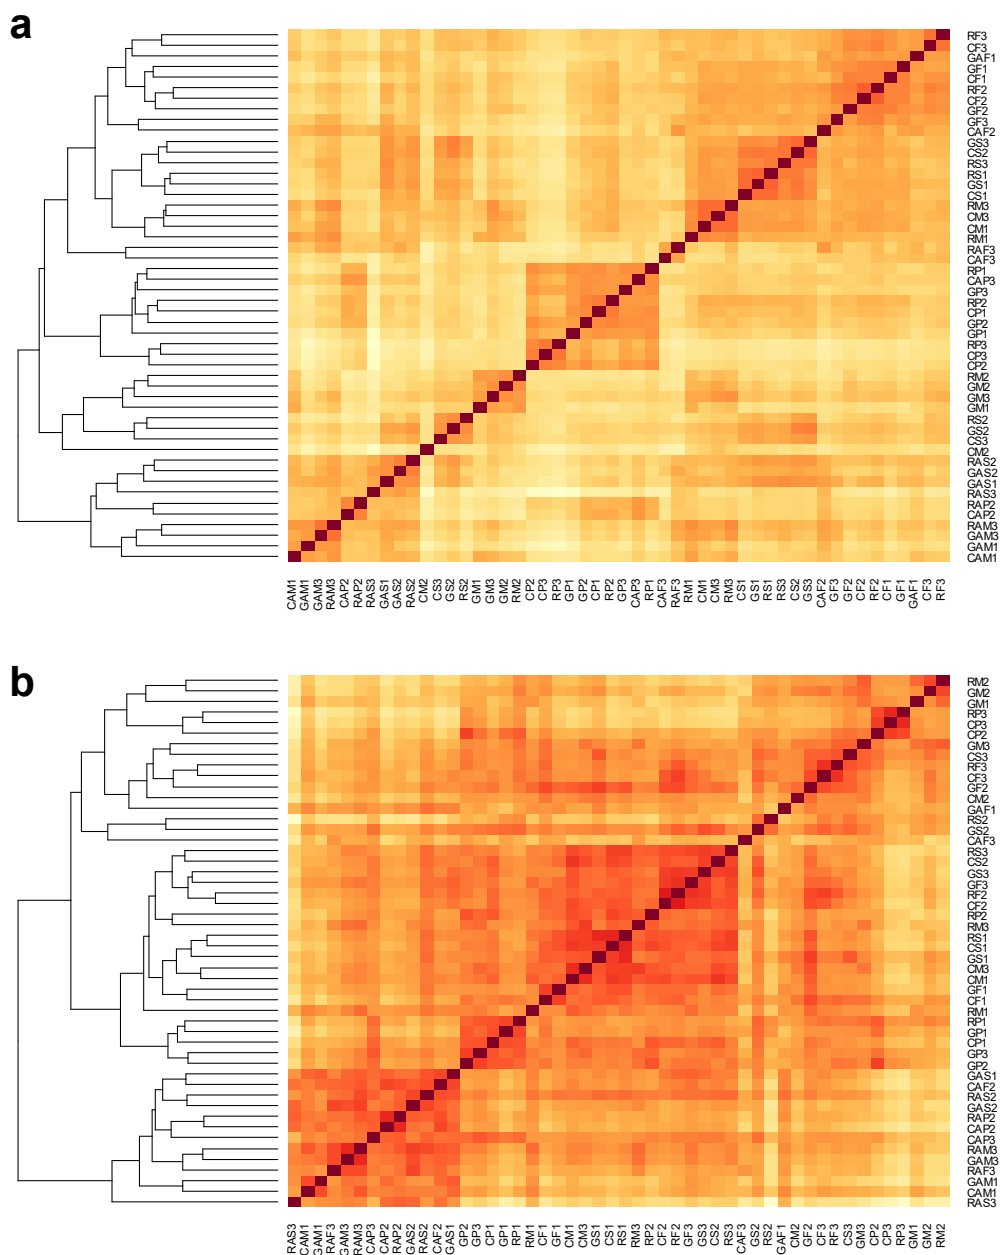 a
RF3
CF3
GAF1
GF1
CF1
RF2
CF2
GF2
GF3
CAF2
GS3
CS2
RS3
RS1
GS1
CS1
RM3
CM3
CM1
RM1
RAF3
CAF3
RP1
CAP3
GP3
RP2
CP1
GP2
GP1
RP3
CP3
CP2
RM2
GM2
GM3
GM1
RS2
GS2
CS3
CM2
RAS2
GAS2
GAS1
RAS3
RAP2
CAP2
RAM3
GAM3
GAM1
CAM1
CAM1 GAM1 GAM3 RAM3 CAP2 RAP2 RAS3 GAS1 GAS2 RAS2 CM2 CS3 GS2 RS2 GM1 GM3 GM2 RM2 CP2 CP3 RP3 GP1 GP2 CP1 RP2 GP3 CAP3 RP1 CAF3 RAF3 RM1 CM1 CM3 RM3 CS1 GS1 RS1 RS3 CS2 GS3 CAF2 GF3 GF2 CF2 RF2 CF1 GF1 GAF1 CF3 RF3
b
RM2
GM2
GM1
RP3
CP3
CP2
GM3
CS3
RF3
CF3
GF2
CM2
GAF1
RS2
GS2
CAF3
RS3
CS2
GS3
GF3
RF2
CF2
RP2
RM3
RS1
CS1
GS1
CM3
CM1
GF1
CF1
RM1
RP1
GP1
CP1
GP3
GP2
GAS1
CAF2
RAS2
GAS2
RAP2
CAP2
CAP3
RAM3
GAM3
RAF3
GAM1
CAM1
RAS3
RAS3 CAM1 GAM1 RAF3 GAM3 RAM3 CAP3 CAP2 RAP2 GAS2 RAS2 CAF2 GAS1 GP2 GP3 CP1 GP1 RP1 RM1 CF1 GF1 CM1 CM3 GS1 CS1 RS1 RM3 RP2 CF2 RF2 GF3 GS3 CS2 RS3 CAF3 GS2 RS2 GAF1 CM2 GF2 CF3 RF3 CS3 GM3 CP2 CP3 RP3 GM1 GM2 RM2